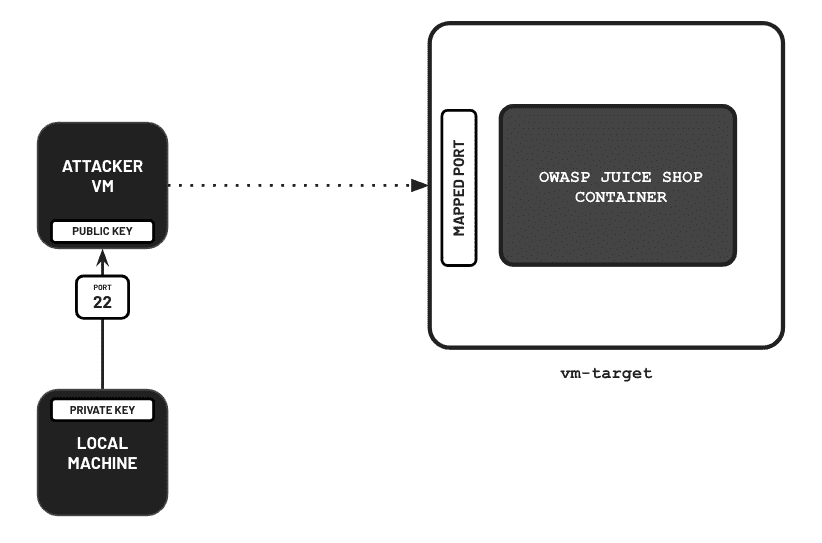 ATTACKER
VM
PUBLIC KEY
PORT
22
PRIVATE KEY
LOCAL
MACHINE
MAPPED PORT
OWASP JUICE SHOP
CONTAINER
vm-target